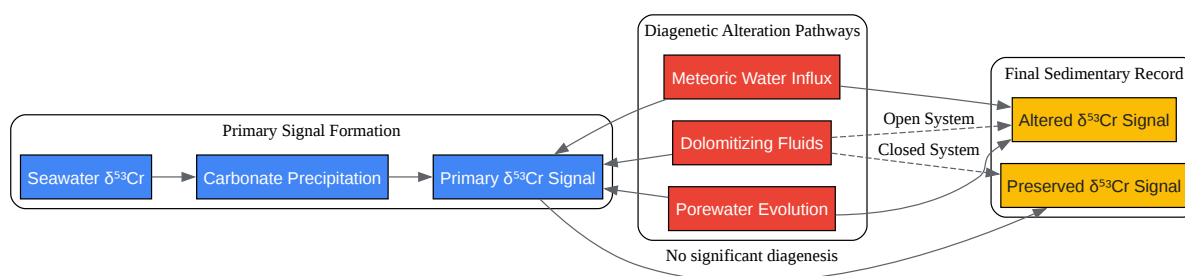 Diagenetic Alteration Pathways
Meteoric Water Influx
Final Sedimentary Record
Altered δ⁵³Cr Signal
Open System
Primary Signal Formation
Dolomitizing Fluids
Closed System
Seawater δ⁵³Cr
Carbonate Precipitation
Primary δ⁵³Cr Signal
Preserved δ⁵³Cr Signal
Porewater Evolution
No significant diagenesis